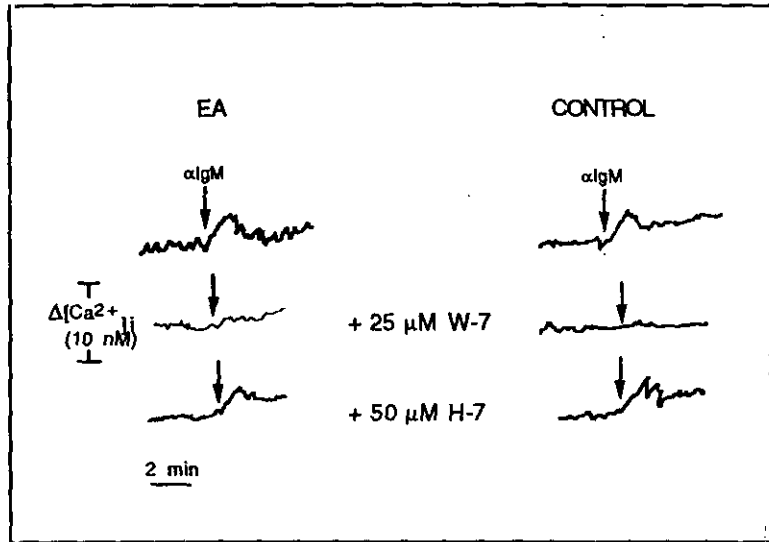 EA CONTROL
αIgM αIgM
Δ[Ca2+]i
(10 nM)
+ 25 μM W-7
+ 50 μM H-7
2 min